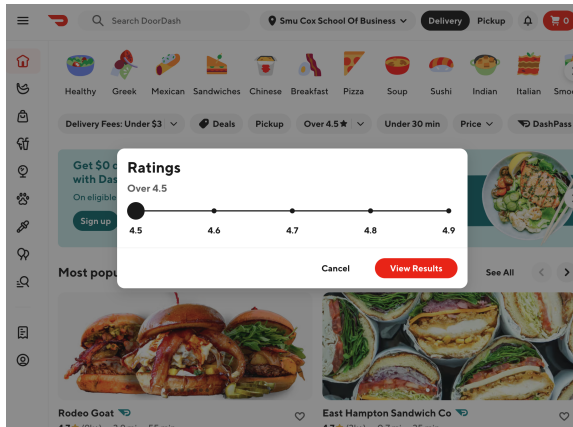 Search DoorDash
Smu Cox School Of Business
Delivery
Pickup
0
Healthy
Greek
Mexican
Sandwiches
Chinese
Breakfast
Pizza
Soup
Sushi
Indian
Italian
Smoo
Delivery Fees: Under $3
Deals
Pickup
Over 4.5★
Under 30 min
Price
DashPass
Get $0 d
with Das
On eligible
Sign up
Ratings
Over 4.5
4.5
4.6
4.7
4.8
4.9
Cancel
View Results
Most popu
See All
Rodeo Goat
East Hampton Sandwich Co